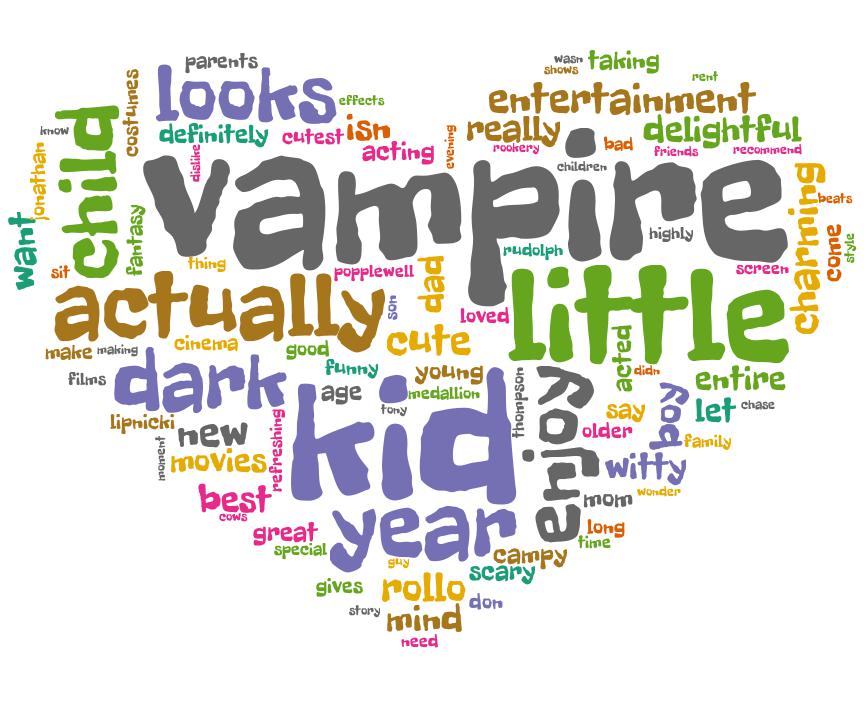 parents
wasn
taking
shows
looks
rent
effects
costumes
entertainment
know
definitely
cutest
isn
really
delightful
child
evening
bad
rookery
friends
recommend
acting
dislike
jonathan
vampire
children
charming
beats
want
fantasy
highly
come
style
rudolph
sit
thing
popplewell
dad
screen
actually
son
loved
little
cinema
cute
make
making
good
acted
dark
funny
young
didn
films
age
medallion
thompson
enjoy
entire
kid
tony
boy
let
chase
lipnicki
new
say
older
family
moment
movies
refreshing
witty
best
mom
wonder
cows
great
year
long
special
time
campy
guy
scary
gives
rollo
don
story
mind
need